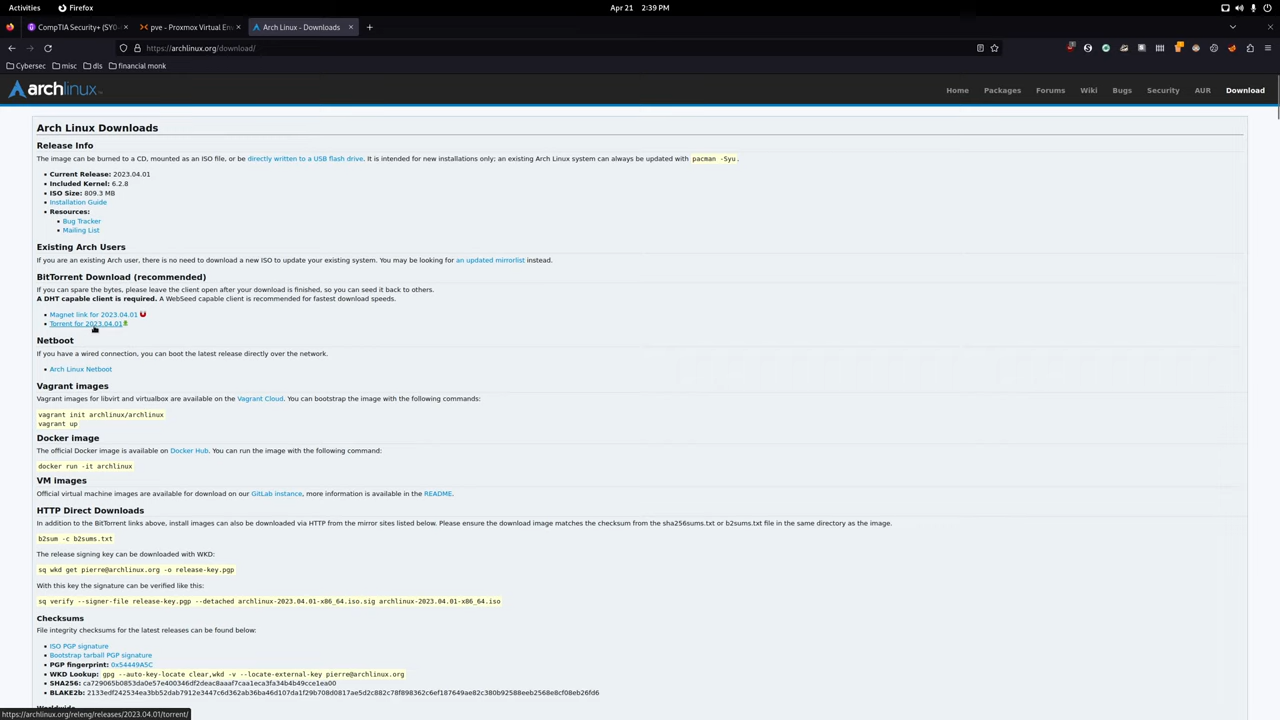 Activities Firefox Apr 21 2:39 PM
CompTIA Security+ (SY0- pve - Proxmox Virtual Env Arch Linux - Downloads
https://archlinux.org/download/
Cybersec misc dls financial monk
archlinux Home Packages Forums Wiki Bugs Security AUR Download
Arch Linux Downloads
Release Info
The image can be burned to a CD, mounted as an ISO file, or be directly written to a USB flash drive. It is intended for new installations only; an existing Arch Linux system can always be updated with pacman -Syu.
• Current Release: 2023.04.01
• Included Kernel: 6.2.8
• ISO Size: 809.3 MB
• Installation Guide
• Resources:
• Bug Tracker
• Mailing List
Existing Arch Users
If you are an existing Arch user, there is no need to download a new ISO to update your existing system. You may be looking for an updated mirrorlist instead.
BitTorrent Download (recommended)
If you can spare the bytes, please leave the client open after your download is finished, so you can seed it back to others.
A DHT capable client is required. A WebSeed capable client is recommended for fastest download speeds.
• Magnet link for 2023.04.01
• Torrent for 2023.04.01
Netboot
If you have a wired connection, you can boot the latest release directly over the network.
• Arch Linux Netboot
Vagrant images
Vagrant images for libvirt and virtualbox are available on the Vagrant Cloud. You can bootstrap the image with the following commands:
vagrant init archlinux/archlinux
vagrant up
Docker image
The official Docker image is available on Docker Hub. You can run the image with the following command:
docker run -it archlinux
VM images
Official virtual machine images are available for download on our GitLab instance, more information is available in the README.
HTTP Direct Downloads
In addition to the BitTorrent links above, install images can also be downloaded via HTTP from the mirror sites listed below. Please ensure the download image matches the checksum from the sha256sums.txt or b2sums.txt file in the same directory as the image.
b2sum -c b2sums.txt
The release signing key can be downloaded with WKD:
sq wkd get pierre@archlinux.org -o release-key.pgp
With this key the signature can be verified like this:
sq verify --signer-file release-key.pgp --detached archlinux-2023.04.01-x86_64.iso.sig archlinux-2023.04.01-x86_64.iso
Checksums
File integrity checksums for the latest releases can be found below:
• ISO PGP signature
• Bootstrap tarball PGP signature
• PGP fingerprint: 0x54449A5C
• WKD Lookup: gpg --auto-key-locate clear,wkd -v --locate-external-key pierre@archlinux.org
• SHA256: ca729065b0853da0e57e400346df2deac8aaaf7caa1eca3fa34b4b49cce1ea00
• BLAKE2b: 2133edf242534ea3bb52dab7912e3447c6d362ab36ba46d107da1f29b708d0817ae5d2c882c78f898362c6ef187649ae82c380b92588eeb2568e8cf08eb26fd6
https://archlinux.org/releng/releases/2023.04.01/torrent/